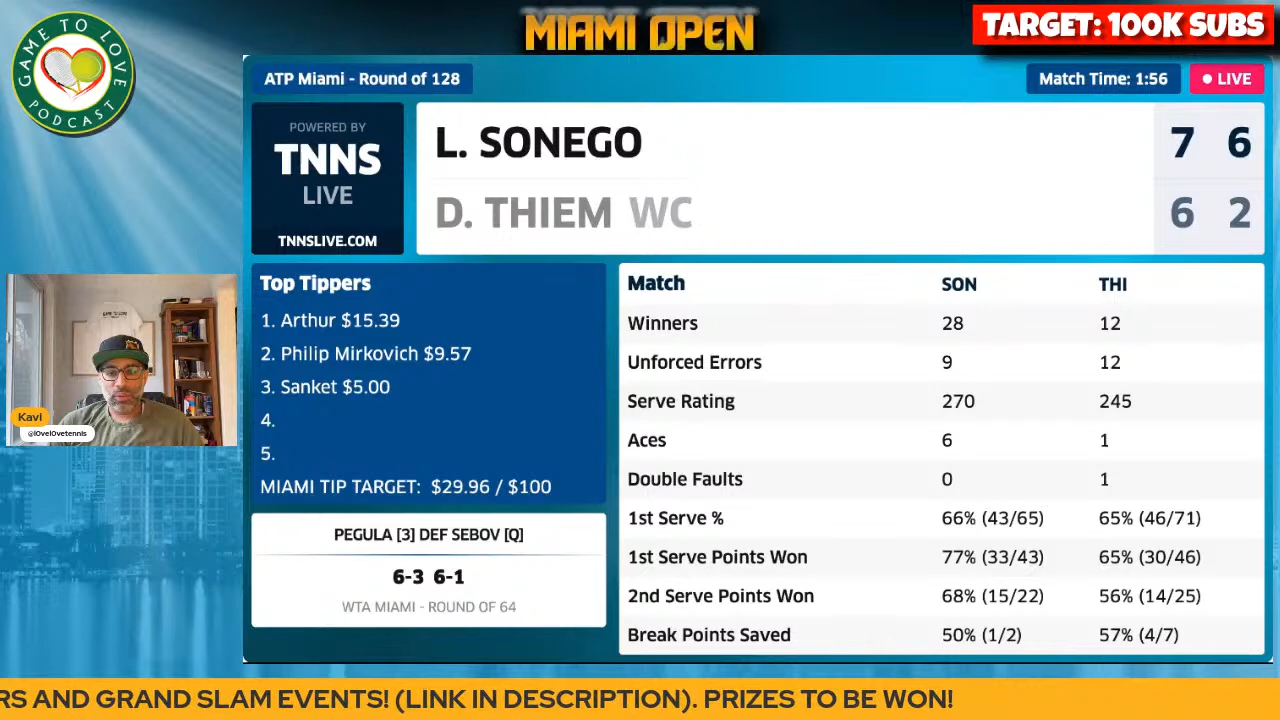 GAME TO LOVE
PODCAST
MIAMI OPEN
TARGET: 100K SUBS
ATP Miami - Round of 128
Match Time: 1:56
LIVE
POWERED BY
TNNS
LIVE
TNNSLIVE.COM
L. SONEGO 7 6
D. THIEM WC 6 2
Top Tippers
1. Arthur $15.39
2. Philip Mirkovich $9.57
3. Sanket $5.00
4.
5.
MIAMI TIP TARGET: $29.96 / $100
PEGULA [3] DEF SEBOV [Q]
6-3 6-1
WTA MIAMI - ROUND OF 64
Match SON THI
Winners 28 12
Unforced Errors 9 12
Serve Rating 270 245
Aces 6 1
Double Faults 0 1
1st Serve % 66% (43/65) 65% (46/71)
1st Serve Points Won 77% (33/43) 65% (30/46)
2nd Serve Points Won 68% (15/22) 56% (14/25)
Break Points Saved 50% (1/2) 57% (4/7)
Kavi
@l0vel0vetennis
RS AND GRAND SLAM EVENTS! (LINK IN DESCRIPTION). PRIZES TO BE WON!